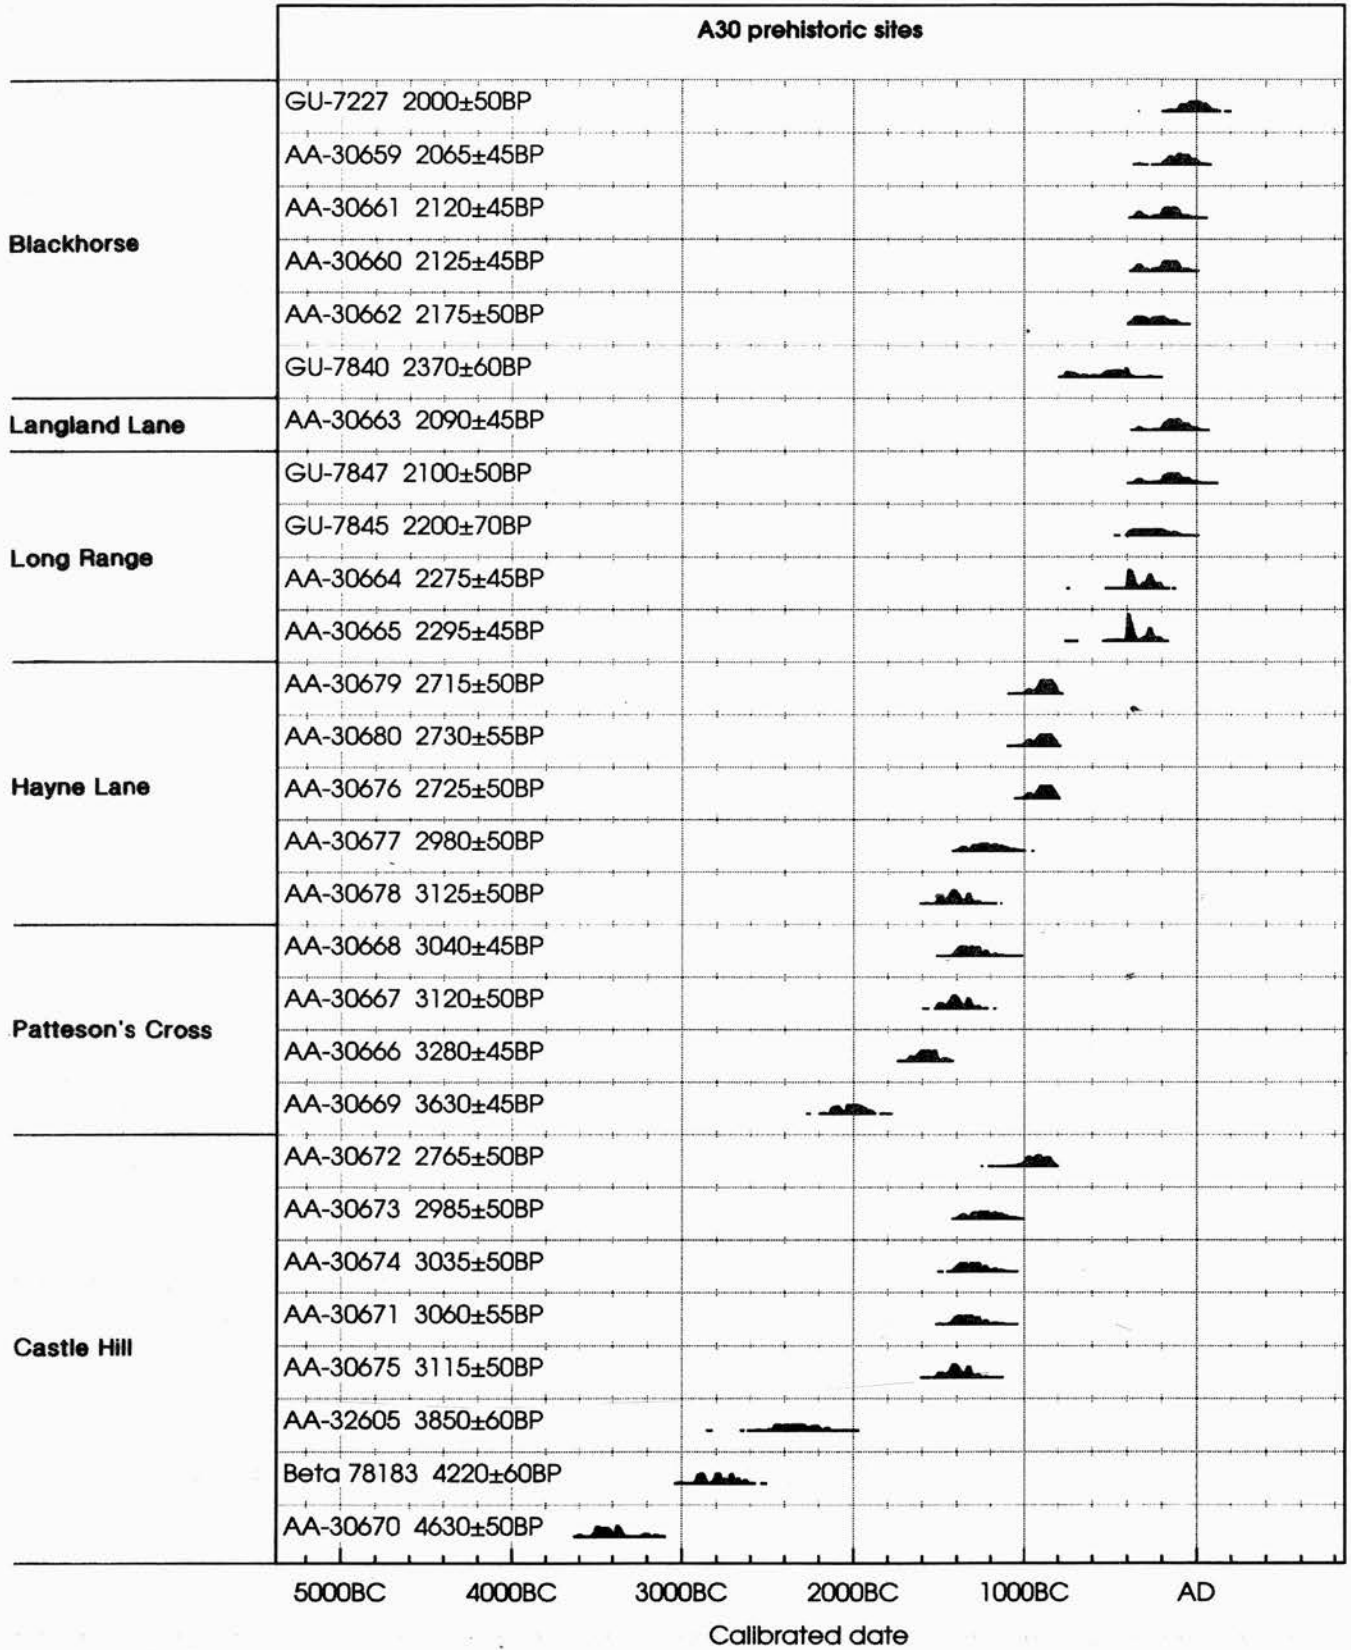 A30 prehistoric sites
Blackhorse
GU-7227 2000±50BP
AA-30659 2065±45BP
AA-30661 2120±45BP
AA-30660 2125±45BP
AA-30662 2175±50BP
GU-7840 2370±60BP
Langland Lane
AA-30663 2090±45BP
Long Range
GU-7847 2100±50BP
GU-7845 2200±70BP
AA-30664 2275±45BP
AA-30665 2295±45BP
Hayne Lane
AA-30679 2715±50BP
AA-30680 2730±55BP
AA-30676 2725±50BP
AA-30677 2980±50BP
AA-30678 3125±50BP
Patteson's Cross
AA-30668 3040±45BP
AA-30667 3120±50BP
AA-30666 3280±45BP
AA-30669 3630±45BP
Castle Hill
AA-30672 2765±50BP
AA-30673 2985±50BP
AA-30674 3035±50BP
AA-30671 3060±55BP
AA-30675 3115±50BP
AA-32605 3850±60BP
Beta 78183 4220±60BP
AA-30670 4630±50BP
5000BC 4000BC 3000BC 2000BC 1000BC AD
Calibrated date